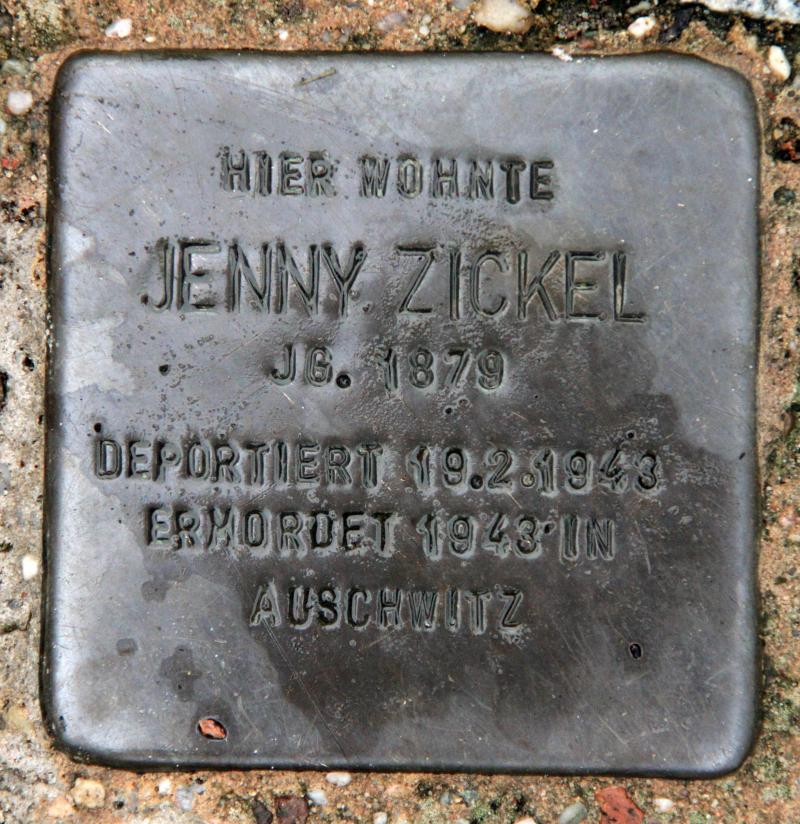 HIER WOHNTE
JENNY ZICKEL
JG. 1879
DEPORTIERT 19.2.1943
ERMORDET 1943 IN
AUSCHWITZ